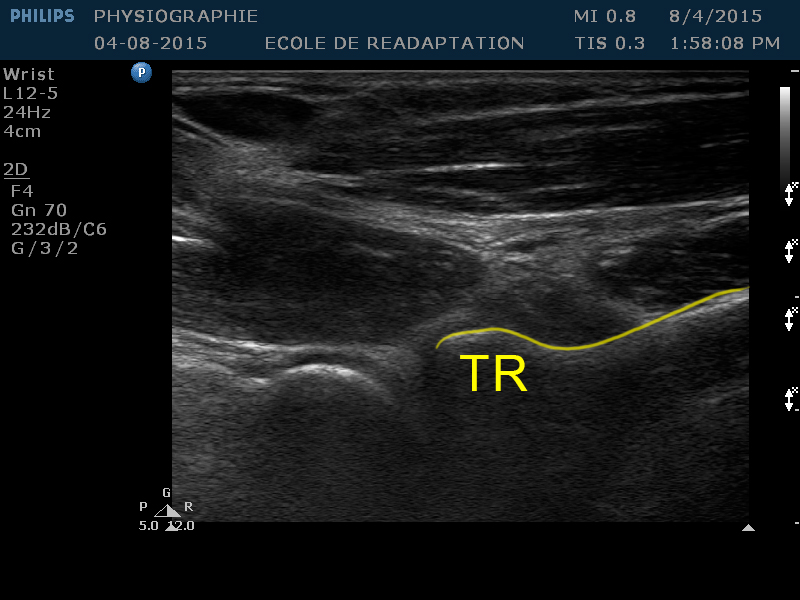 PHILIPS PHYSIOGRAPHIE MI 0.8 8/4/2015
04-08-2015 ECOLE DE READAPTATION TIS 0.3 1:58:08 PM
Wrist
L12-5
24Hz
4cm
2D
F4
Gn 70
232dB/C6
G/3/2
P
TR
G
P R
5.0 12.0